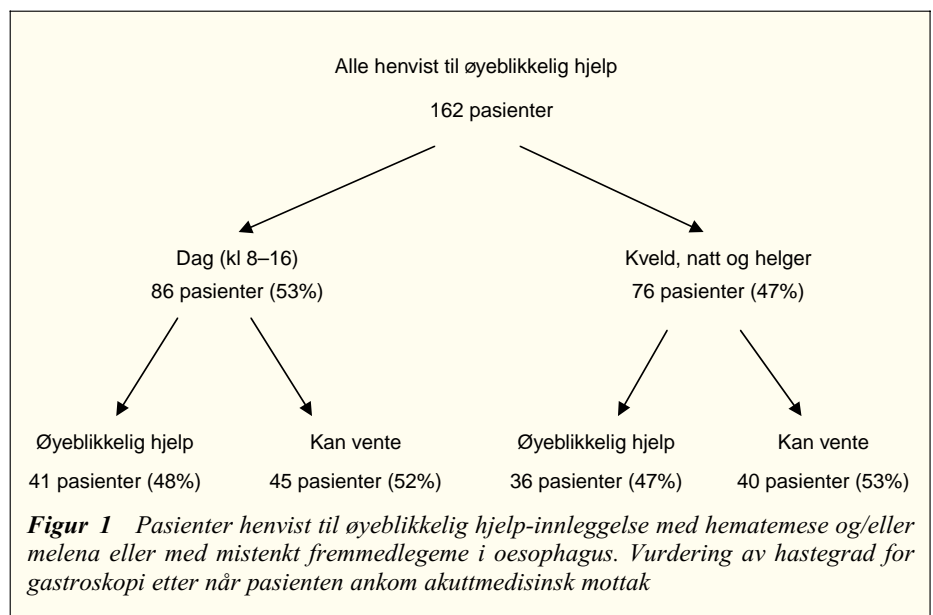 Alle henvist til øyeblikkelig hjelp
162 pasienter
Dag (kl 8–16)
86 pasienter (53%)
Kveld, natt og helger
76 pasienter (47%)
Øyeblikkelig hjelp
41 pasienter (48%)
Kan vente
45 pasienter (52%)
Øyeblikkelig hjelp
36 pasienter (47%)
Kan vente
40 pasienter (53%)
Figur 1 Pasienter henvist til øyeblikkelig hjelp-innleggelse med hematemese og/eller
melena eller med mistenkt fremmedlegeme i oesophagus. Vurdering av hastegrad for
gastroskopi etter når pasienten ankom akuttmedisinsk mottak